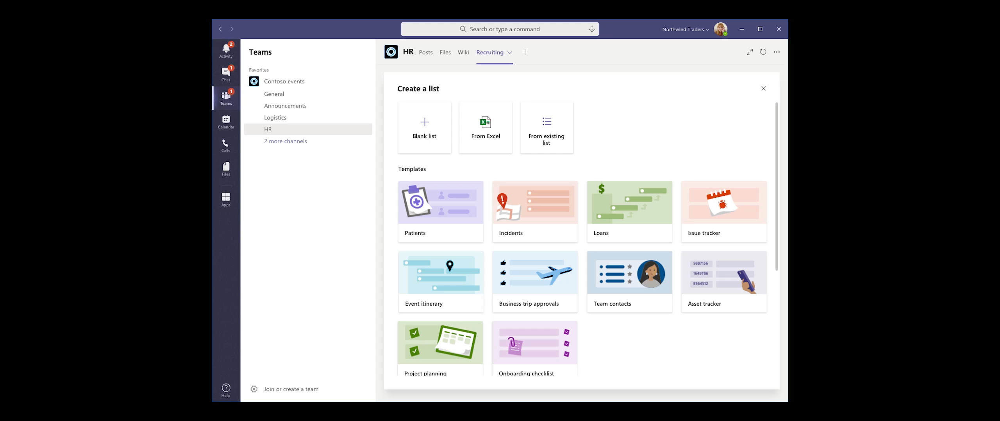 Search or type a command
Northwind Traders
2
Activity
1
Chat
1
Teams
Calendar
Calls
Files
Apps
Help
Teams
Favorites
Contoso events
General
Announcements
Logistics
HR
2 more channels
Join or create a team
HR Posts Files Wiki Recruiting
Create a list
Blank list
From Excel
From existing
list
Templates
Patients
Incidents
$
Loans
Issue tracker
Event itinerary
Business trip approvals
Team contacts
5687156
1649786
5564512
Asset tracker
Project planning
Onboarding checklist